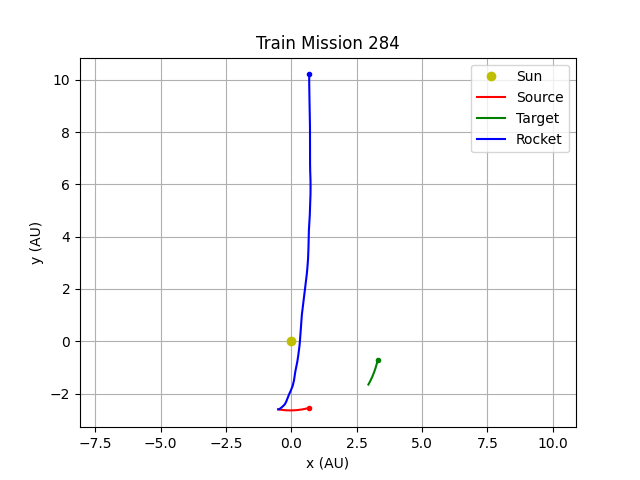 Train Mission 284
Sun
Source
Target
Rocket
10
8
6
4
2
0
−2
y (AU)
−7.5 −5.0 −2.5 0.0 2.5 5.0 7.5 10.0
x (AU)